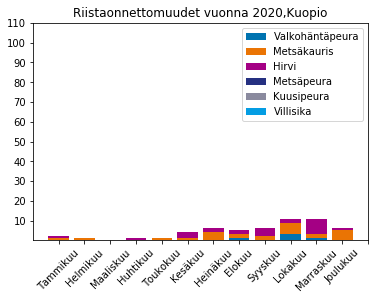 Riistaonnettomuudet vuonna 2020,Kuopio
110
100
90
80
70
60
50
40
30
20
10
Valkohäntäpeura
Metsäkauris
Hirvi
Metsäpeura
Kuusipeura
Villisika
Tammikuu
Helmikuu
Maaliskuu
Huhtikuu
Toukokuu
Kesäkuu
Heinäkuu
Elokuu
Syyskuu
Lokakuu
Marraskuu
Joulukuu